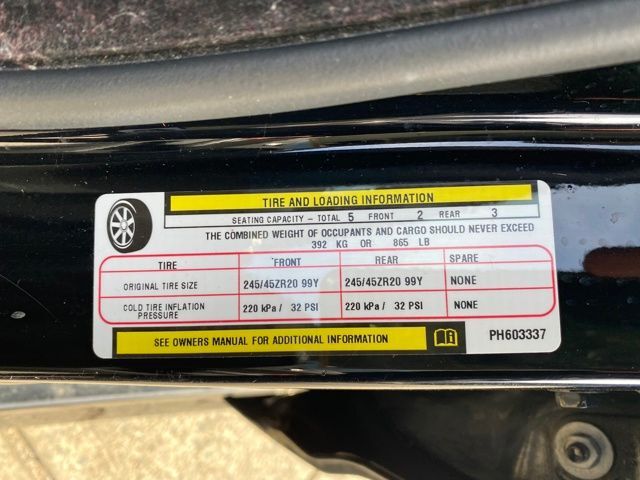 TIRE AND LOADING INFORMATION
SEATING CAPACITY – TOTAL 5 FRONT 2 REAR 3
THE COMBINED WEIGHT OF OCCUPANTS AND CARGO SHOULD NEVER EXCEED
392 KG OR 865 LB
TIRE FRONT REAR SPARE
ORIGINAL TIRE SIZE 245/45ZR20 99Y 245/45ZR20 99Y NONE
COLD TIRE INFLATION PRESSURE 220 kPa / 32 PSI 220 kPa / 32 PSI NONE
SEE OWNERS MANUAL FOR ADDITIONAL INFORMATION PH603337